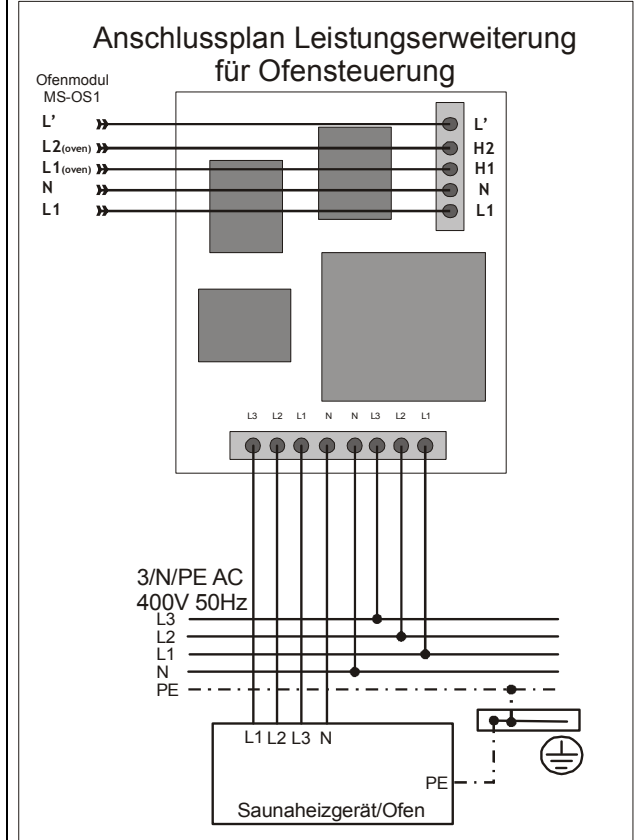 Anschlussplan Leistungserweiterung
für Ofensteuerung
Ofenmodul
MS-OS1
L’
L2(oven)
L1(oven)
N
L1
L’
H2
H1
N
L1
L3 L2 L1 N N L3 L2 L1
3/N/PE AC
400V 50Hz
L3
L2
L1
N
PE
L1 L2 L3 N
PE
Saunaheizgerät/Ofen